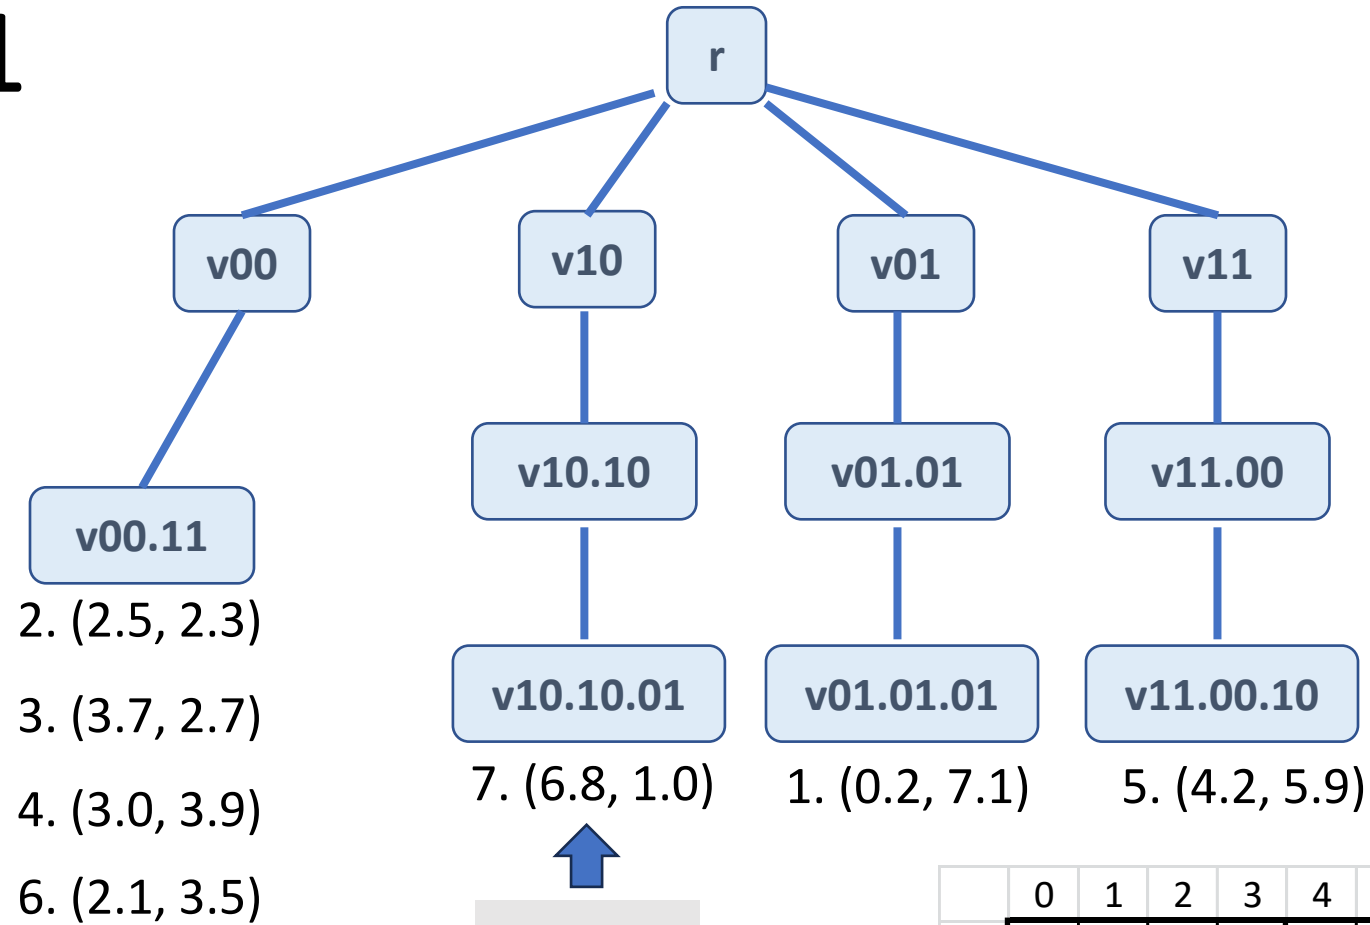 1
r
v00
v10
v01
v11
v10.10
v01.01
v11.00
v00.11
2. (2.5, 2.3)
3. (3.7, 2.7)
4. (3.0, 3.9)
6. (2.1, 3.5)
v10.10.01
v01.01.01
v11.00.10
7. (6.8, 1.0)
1. (0.2, 7.1)
5. (4.2, 5.9)
0 1 2 3 4